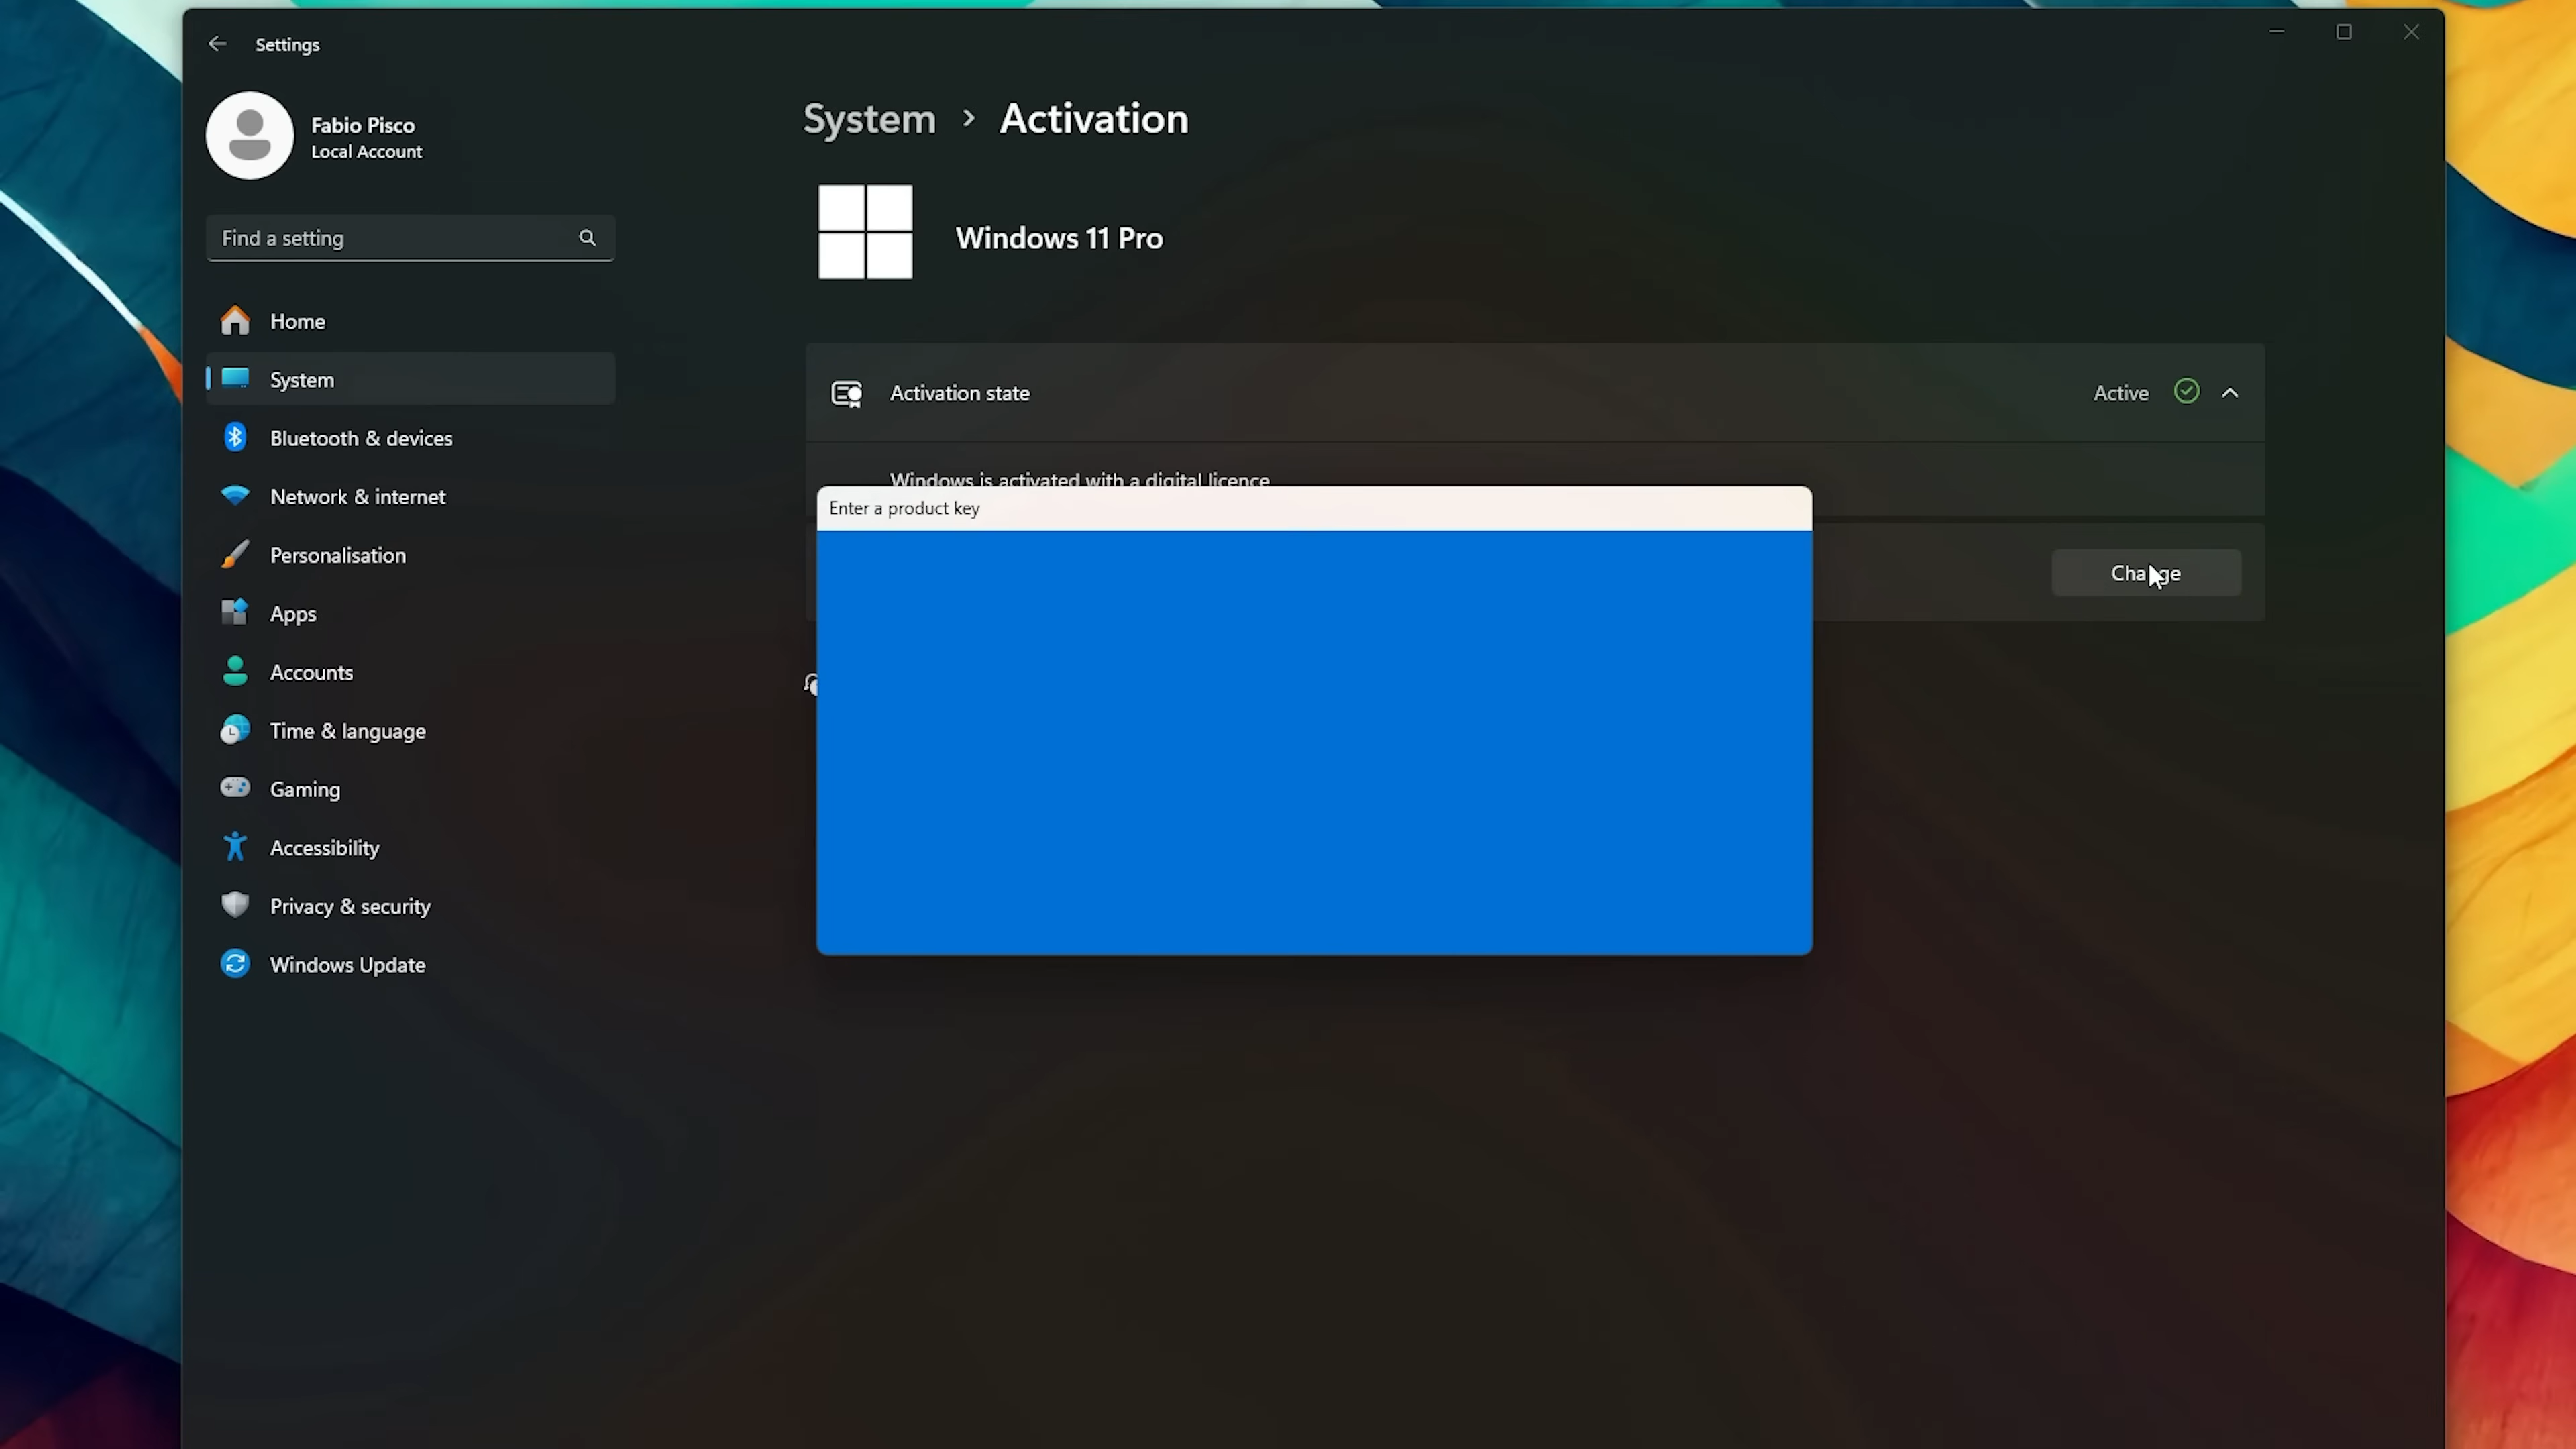 Settings
Fabio Pisco
Local Account
Find a setting
Home
System
Bluetooth & devices
Network & internet
Personalisation
Apps
Accounts
Time & language
Gaming
Accessibility
Privacy & security
Windows Update
System > Activation
Windows 11 Pro
Activation state
Active
Windows is activated with a digital licence
Enter a product key
Change